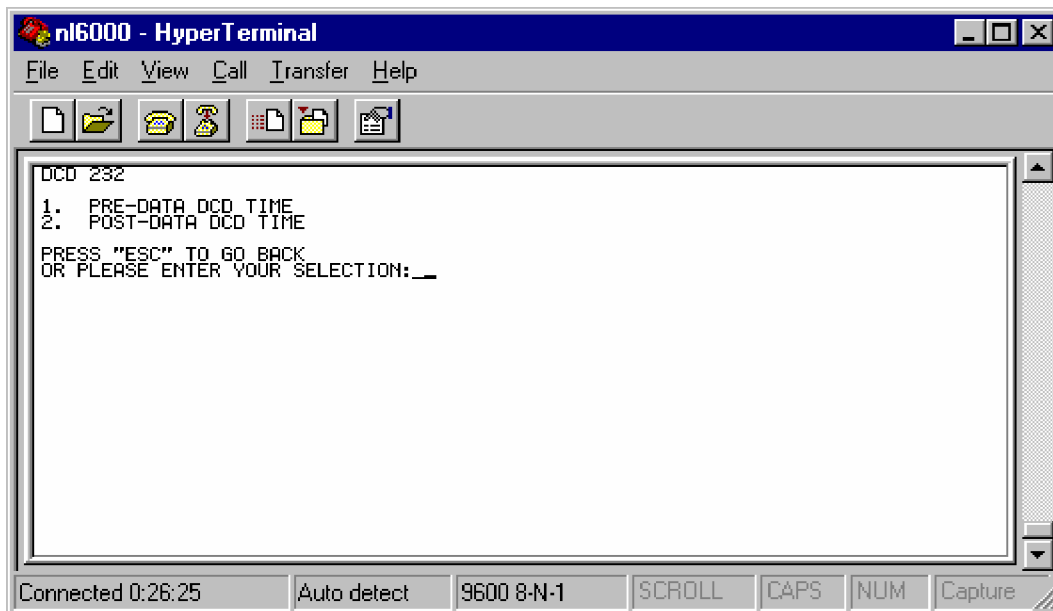 nl6000 - HyperTerminal
File Edit View Call Transfer Help
DCD 232
1. PRE-DATA DCD TIME
2. POST-DATA DCD TIME
PRESS "ESC" TO GO BACK
OR PLEASE ENTER YOUR SELECTION: _
Connected 0:26:25 Auto detect 9600 8-N-1 SCROLL CAPS NUM Capture